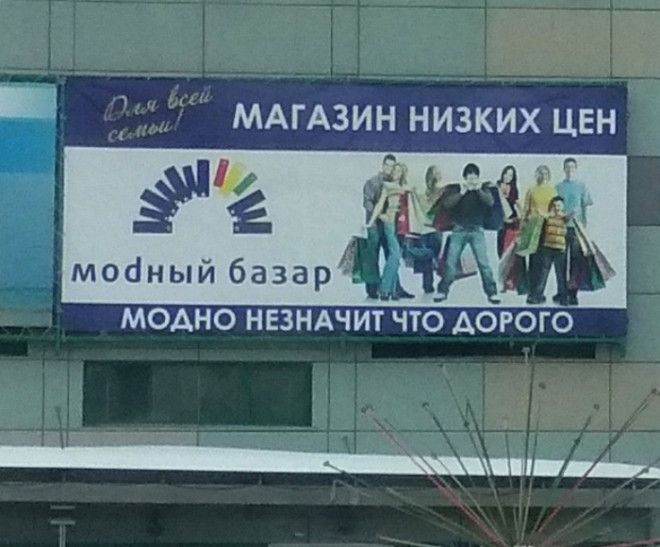 Для всей
семьи!
МАГАЗИН НИЗКИХ ЦЕН
модный базар
МОДНО НЕЗНАЧИТ ЧТО ДОРОГО